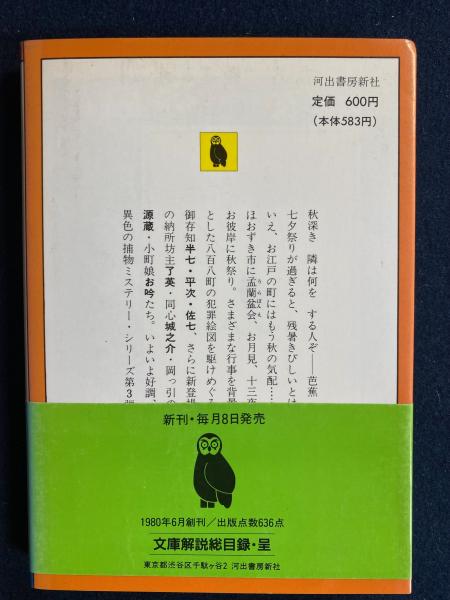 河出書房新社
定価 600円
(本体583円)
秋深き 隣は何を する人ぞ――芭蕉
七夕祭りが過ぎると、残暑きびしいとは
いえ、お江戸の町にはもう秋の気配……
ほおずき市に盂蘭盆会、お月見、十三夜
お彼岸に秋祭り。さまざまな行事を背景
とした八百八町の犯罪絵図を駆けめぐる
御存知半七・平次・佐七、さらに新登場
の納所坊主了英・同心城之介・岡っ引の
源蔵・小町娘お吟たち。いよいよ好調、
異色の捕物ミステリー・シリーズ第3弾
新刊・毎月8日発売
1980年6月創刊/出版点数636点
文庫解説総目録・呈
東京都渋谷区千駄ヶ谷2 河出書房新社